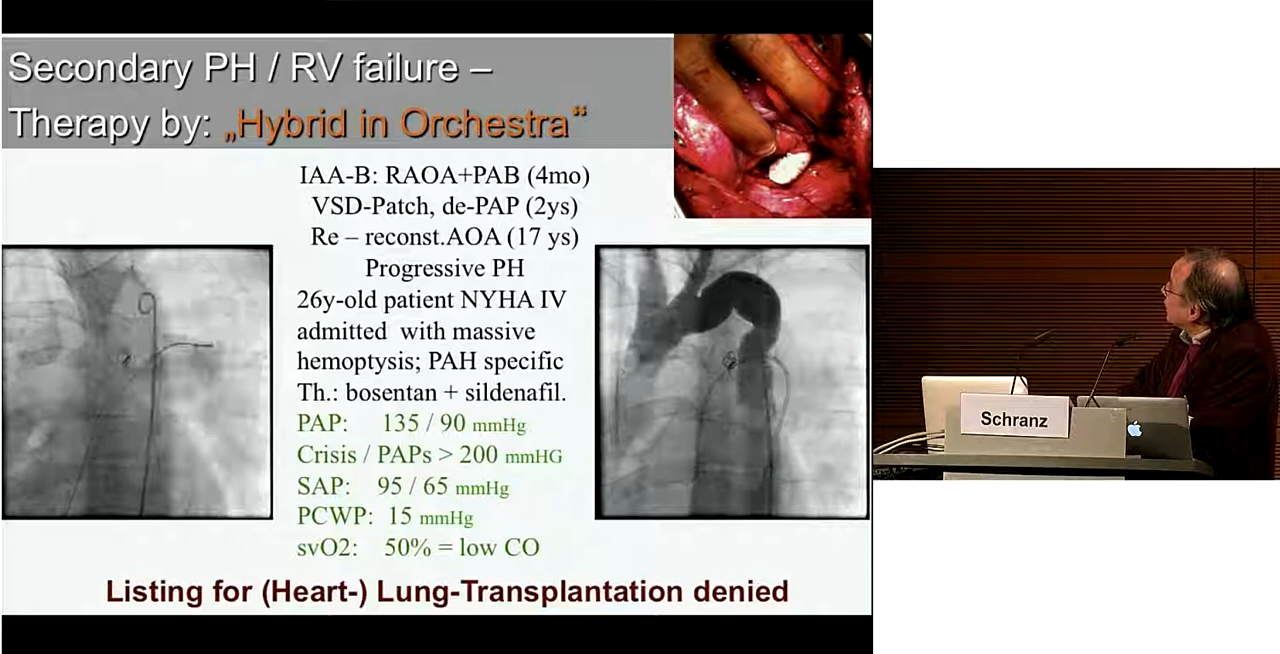 Secondary PH / RV failure –
Therapy by: „Hybrid in Orchestra“
IAA-B: RAOA+PAB (4mo)
VSD-Patch, de-PAP (2ys)
Re – reconst.AOA (17 ys)
Progressive PH
26y-old patient NYHA IV
admitted with massive
hemoptysis; PAH specific
Th.: bosentan + sildenafil.
PAP: 135 / 90 mmHg
Crisis / PAPs > 200 mmHG
SAP: 95 / 65 mmHg
PCWP: 15 mmHg
svO2: 50% = low CO
Listing for (Heart-) Lung-Transplantation denied
Schranz